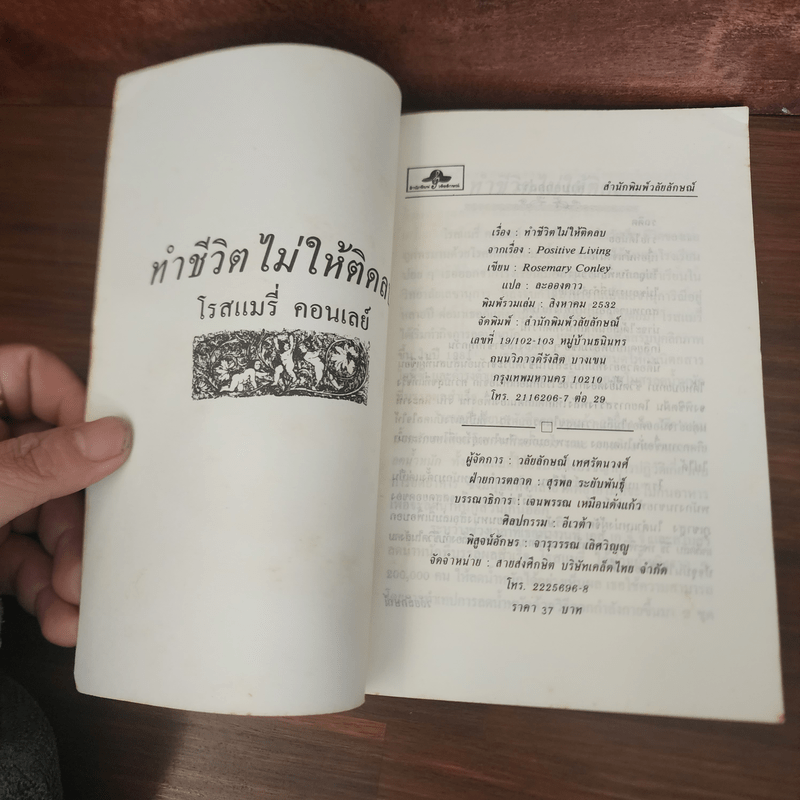 ทำชีวิตไม่ให้ติดลบ
โรสแมรี่ คอนเลย์
สำนักพิมพ์วลัยลักษณ์
เรื่อง : ทำชีวิตไม่ให้ติดลบ
จากเรื่อง : Positive Living
เขียน : Rosemary Conley
แปล : ละอองดาว
พิมพ์รวมเล่ม : สิงหาคม 2532
จัดพิมพ์ : สำนักพิมพ์วลัยลักษณ์
เลขที่ 19/102-103 หมู่บ้านธนินทร
ถนนวิภาวดีรังสิต บางเขน
กรุงเทพมหานคร 10210
โทร. 2116206-7 ต่อ 29
ผู้จัดการ : วลัยลักษณ์ เทศรัตนวงศ์
ฝ่ายการตลาด : สุรพล ระยับพันธุ์
บรรณาธิการ : เจนพรรณ เหมือนตั่งแก้ว
ศิลปกรรม : อีเวต้า
พิสูจน์อักษร : จารุวรรณ เลิศวิญญู
จัดจำหน่าย : สายส่งศึกษิต บริษัทเคล็ดไทย จำกัด
โทร. 2225696-8
ราคา 37 บาท